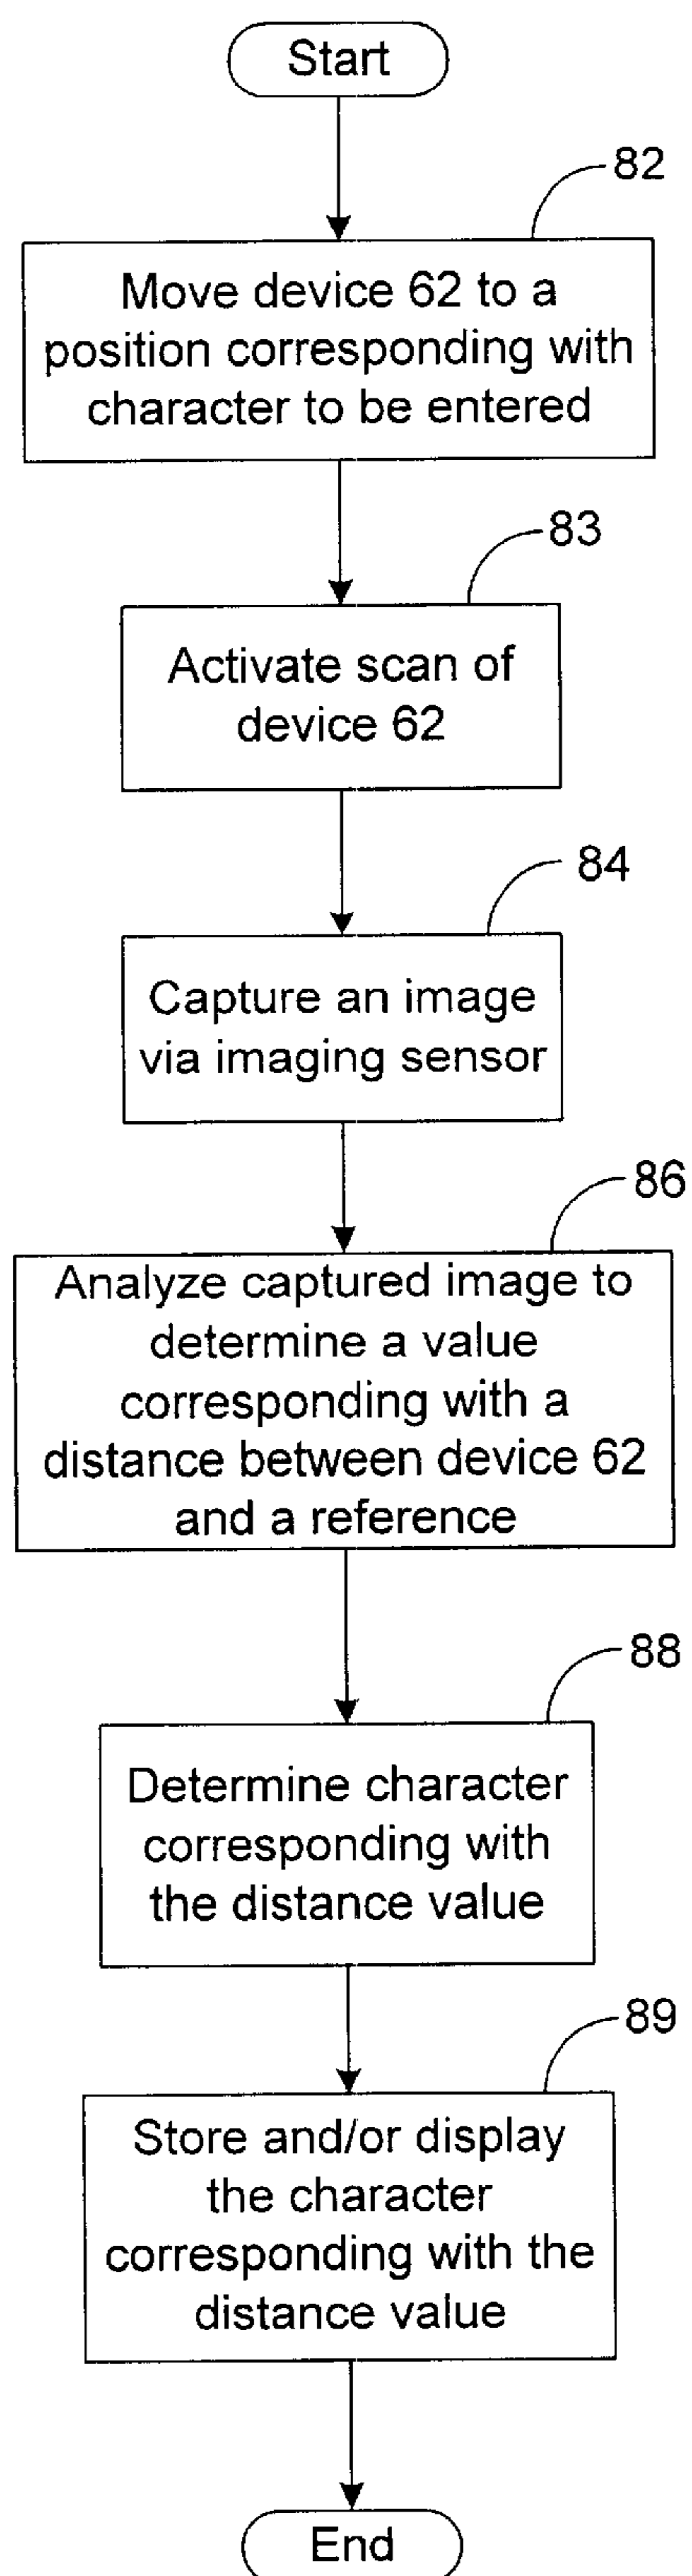 Start
82
Move device 62 to a
position corresponding with
character to be entered
83
Activate scan of
device 62
84
Capture an image
via imaging sensor
86
Analyze captured image to
determine a value
corresponding with a
distance between device 62
and a reference
88
Determine character
corresponding with
the distance value
89
Store and/or display
the character
corresponding with the
distance value
End